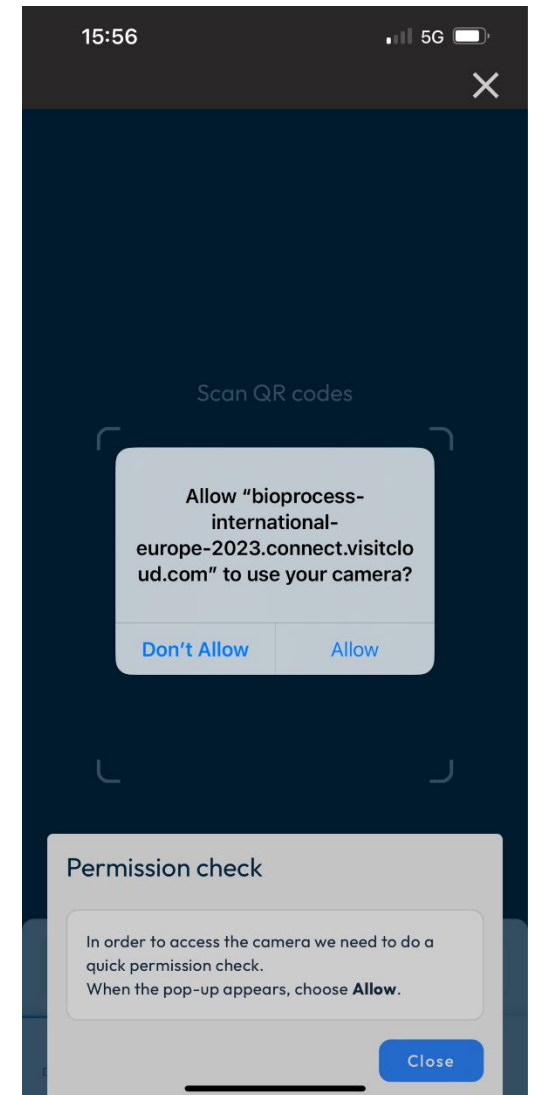 15:56
5G
Scan QR codes
Allow “bioprocess-
international-
europe-2023.connect.visitclo
ud.com” to use your camera?
Don’t Allow
Allow
Permission check
In order to access the camera we need to do a
quick permission check.
When the pop-up appears, choose Allow.
Close